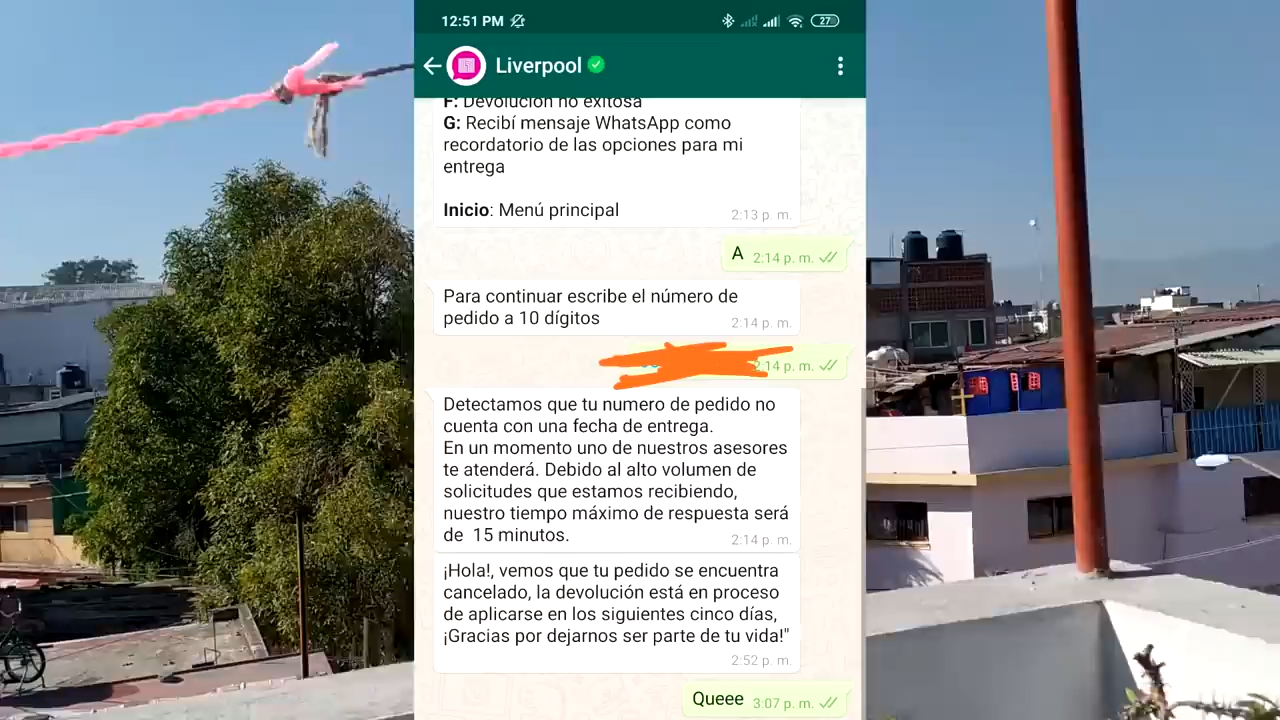 12:51 PM
27
Liverpool
F: Devolución no exitosa
G: Recibí mensaje WhatsApp como
recordatorio de las opciones para mi
entrega
Inicio: Menú principal
2:13 p. m.
A 2:14 p. m.
Para continuar escribe el número de
pedido a 10 dígitos
2:14 p. m.
2:14 p. m.
Detectamos que tu numero de pedido no
cuenta con una fecha de entrega.
En un momento uno de nuestros asesores
te atenderá. Debido al alto volumen de
solicitudes que estamos recibiendo,
nuestro tiempo máximo de respuesta será
de 15 minutos.
2:14 p. m.
¡Hola!, vemos que tu pedido se encuentra
cancelado, la devolución está en proceso
de aplicarse en los siguientes cinco días,
¡Gracias por dejarnos ser parte de tu vida!"
2:52 p. m.
Queee 3:07 p. m.